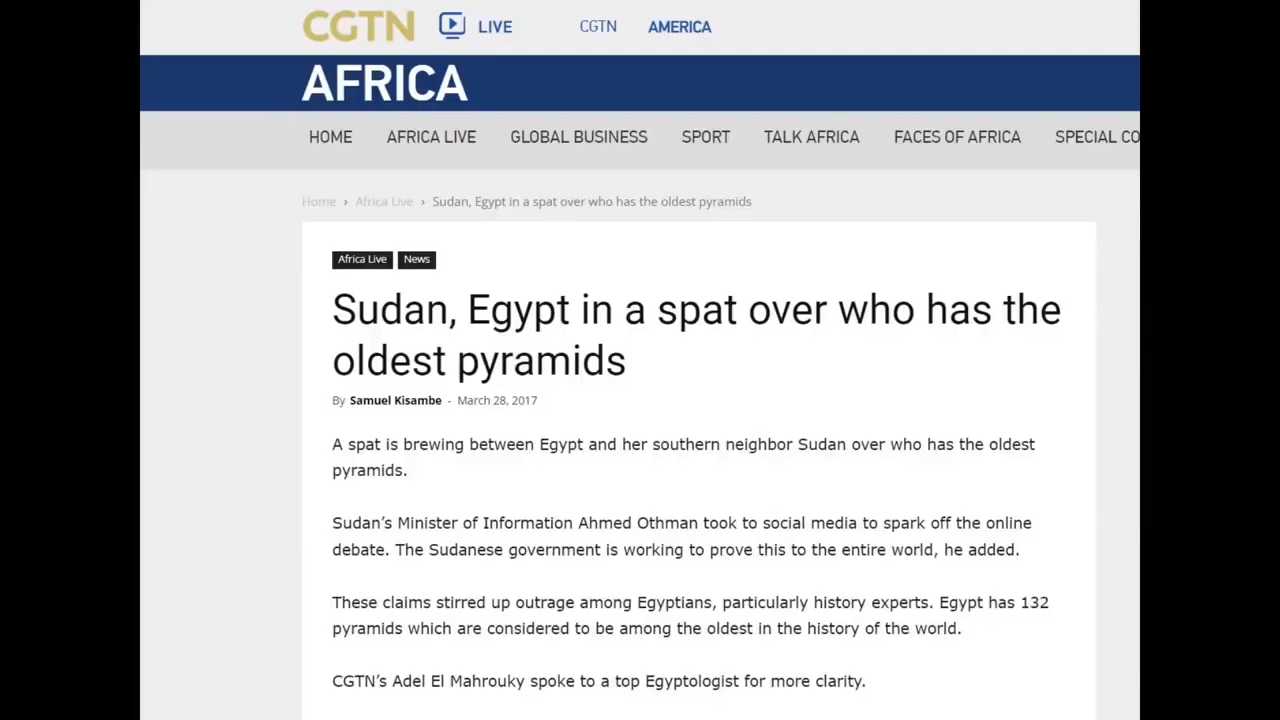 CGTN LIVE CGTN AMERICA
AFRICA
HOME AFRICA LIVE GLOBAL BUSINESS SPORT TALK AFRICA FACES OF AFRICA SPECIAL CO
Home › Africa Live › Sudan, Egypt in a spat over who has the oldest pyramids
Africa Live News
Sudan, Egypt in a spat over who has the
oldest pyramids
By Samuel Kisambe - March 28, 2017
A spat is brewing between Egypt and her southern neighbor Sudan over who has the oldest
pyramids.
Sudan’s Minister of Information Ahmed Othman took to social media to spark off the online
debate. The Sudanese government is working to prove this to the entire world, he added.
These claims stirred up outrage among Egyptians, particularly history experts. Egypt has 132
pyramids which are considered to be among the oldest in the history of the world.
CGTN’s Adel El Mahrouky spoke to a top Egyptologist for more clarity.